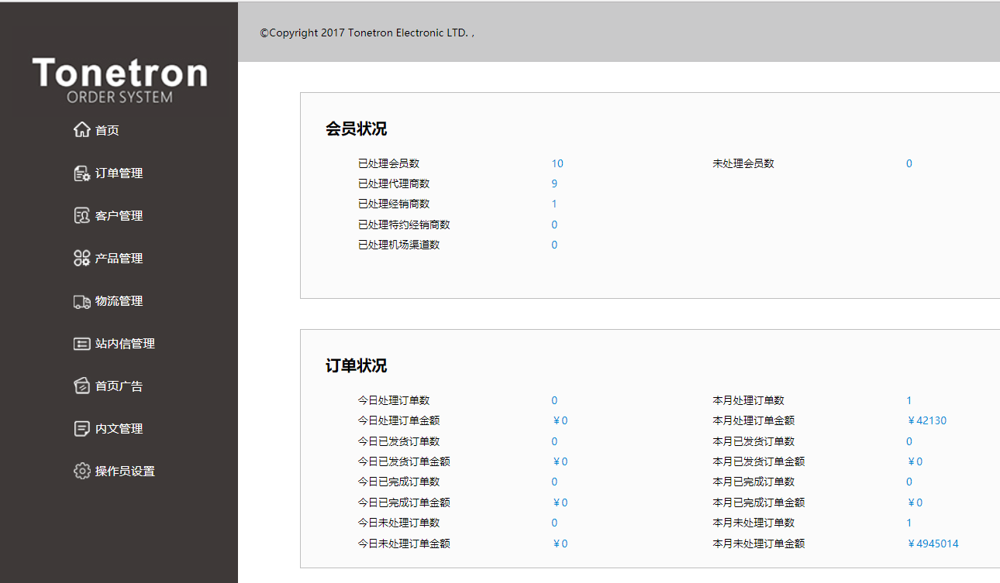 ©Copyright 2017 Tonetron Electronic LTD. ,
Tonetron
ORDER SYSTEM
首页
订单管理
客户管理
产品管理
物流管理
站内信管理
首页广告
内文管理
操作员设置
会员状况
已处理会员数 10 未处理会员数 0
已处理代理商数 9
已处理经销商数 1
已处理特约经销商数 0
已处理机场渠道数 0
订单状况
今日处理订单数 0 本月处理订单数 1
今日处理订单金额 ¥0 本月处理订单金额 ¥42130
今日已发货订单数 0 本月已发货订单数 0
今日已发货订单金额 ¥0 本月已发货订单金额 ¥0
今日已完成订单数 0 本月已完成订单数 0
今日已完成订单金额 ¥0 本月已完成订单金额 ¥0
今日未处理订单数 0 本月未处理订单数 1
今日未处理订单金额 ¥0 本月未处理订单金额 ¥4945014